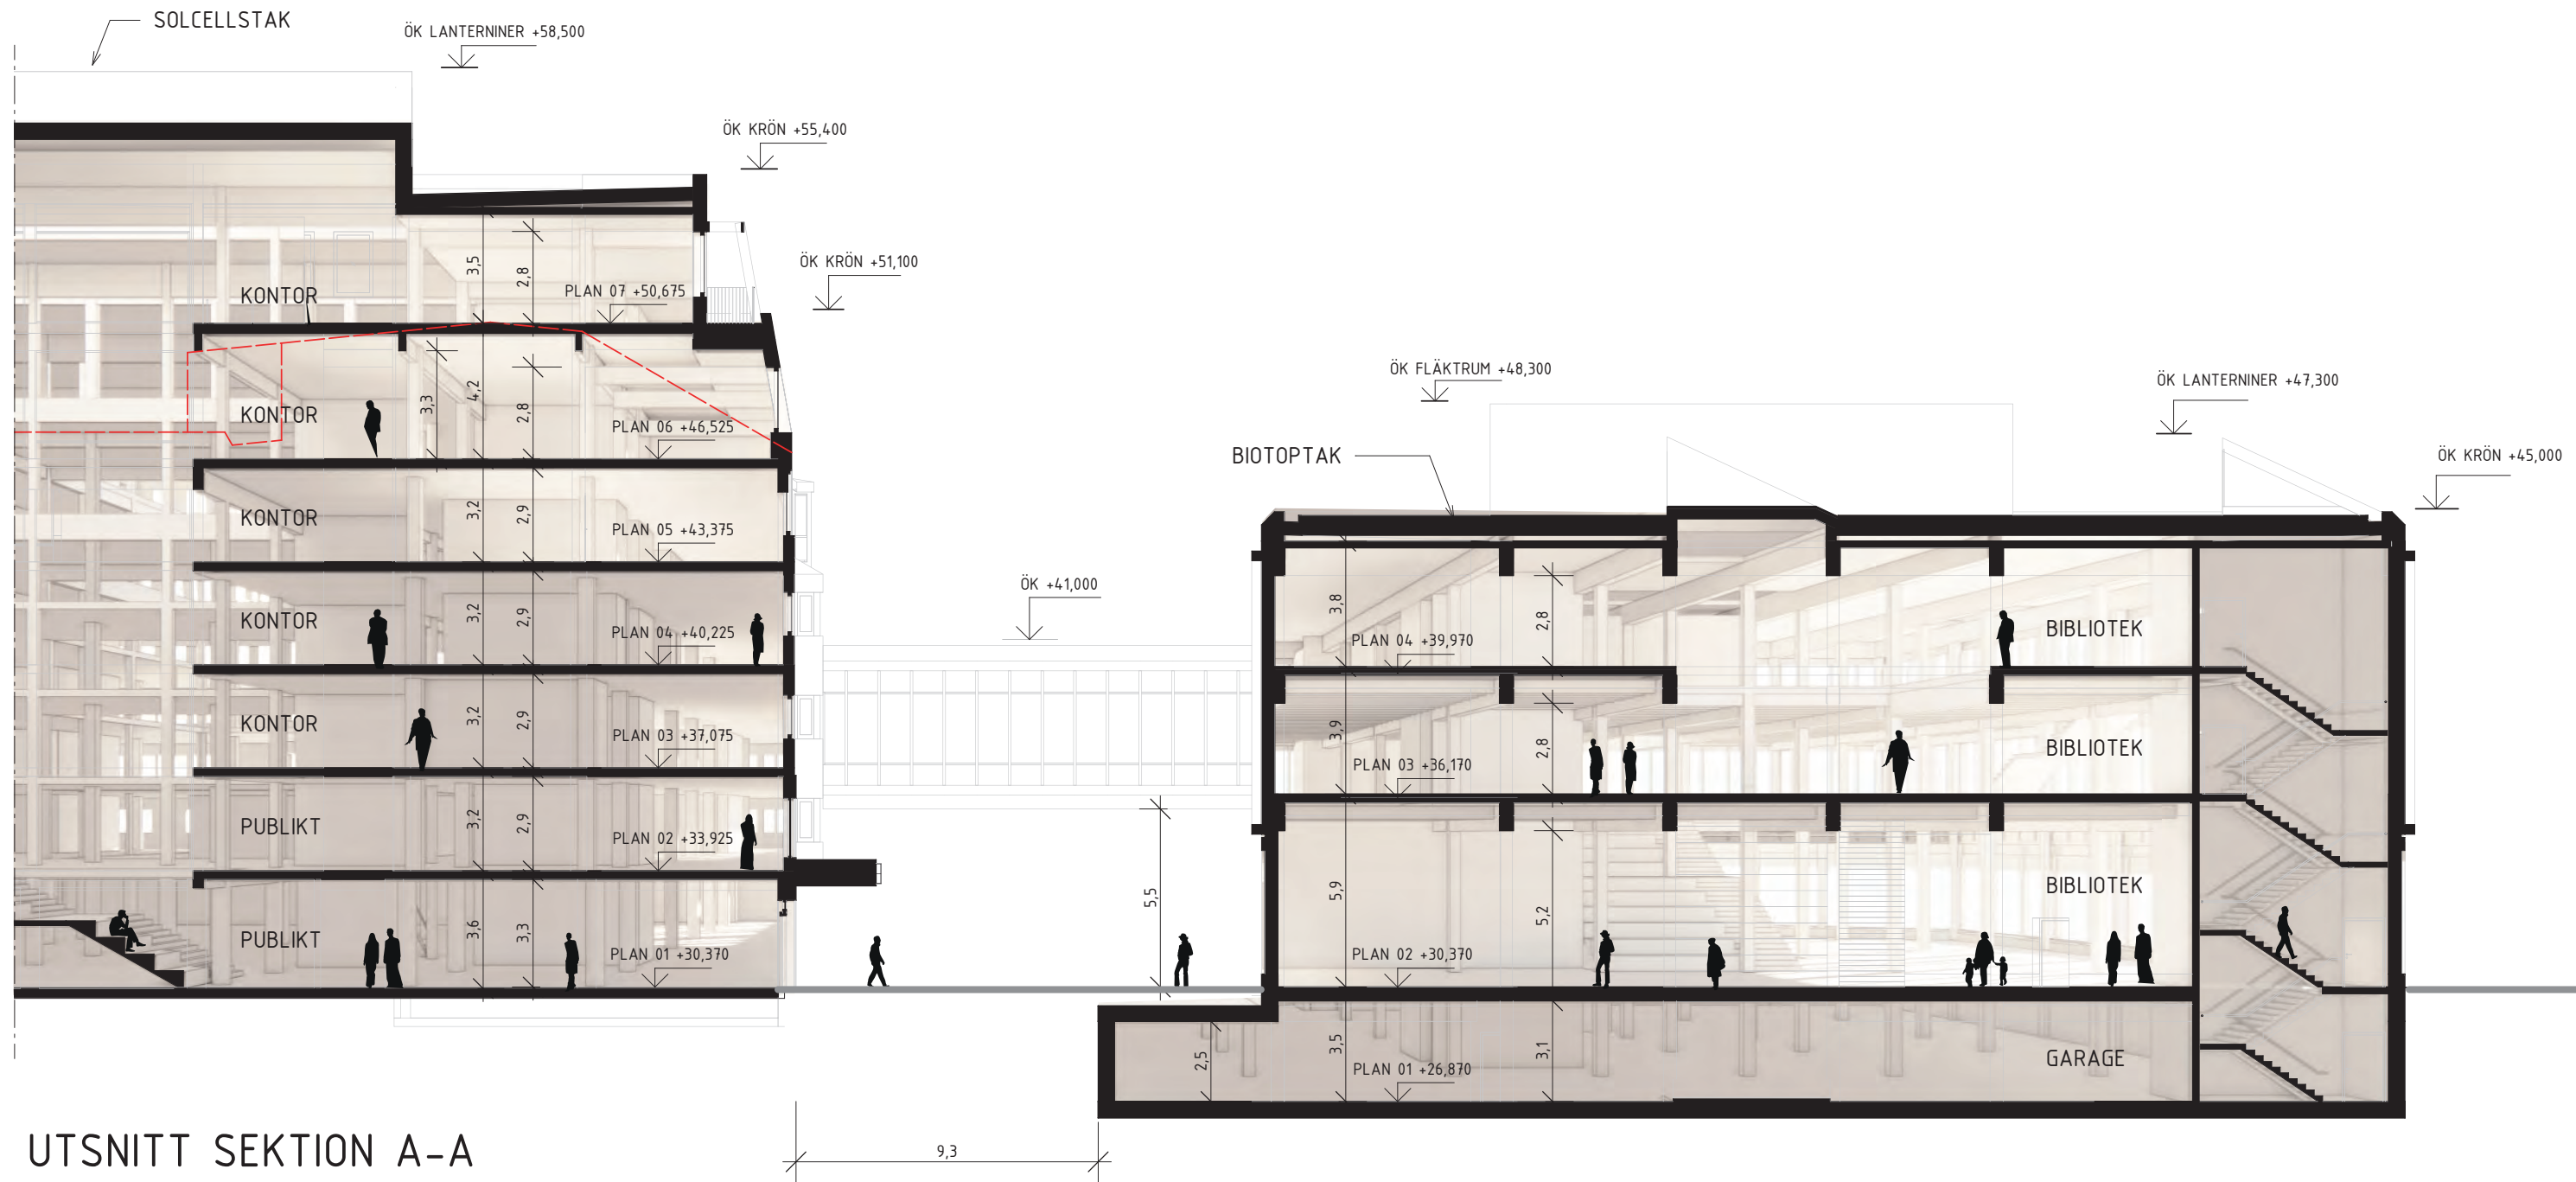 SOLCELLSTAK
ÖK LANTERNINER +58,500
ÖK KRÖN +55,400
ÖK KRÖN +51,100
3,5
2,8
KONTOR
PLAN 07 +50,675
3,3
4,2
2,8
KONTOR
PLAN 06 +46,525
3,2
2,9
KONTOR
PLAN 05 +43,375
3,2
2,9
KONTOR
PLAN 04 +40,225
3,2
2,9
KONTOR
PLAN 03 +37,075
3,2
2,9
PUBLIKT
PLAN 02 +33,925
3,6
3,3
PUBLIKT
PLAN 01 +30,370
ÖK +41,000
5,5
ÖK FLÄKTRUM +48,300
ÖK LANTERNINER +47,300
ÖK KRÖN +45,000
BIOTOPTAK
3,8
2,8
PLAN 04 +39,970
BIBLIOTEK
3,9
2,8
PLAN 03 +36,170
BIBLIOTEK
5,9
5,2
PLAN 02 +30,370
BIBLIOTEK
2,5
3,5
3,1
PLAN 01 +26,870
GARAGE
9,3
UTSNITT SEKTION A-A